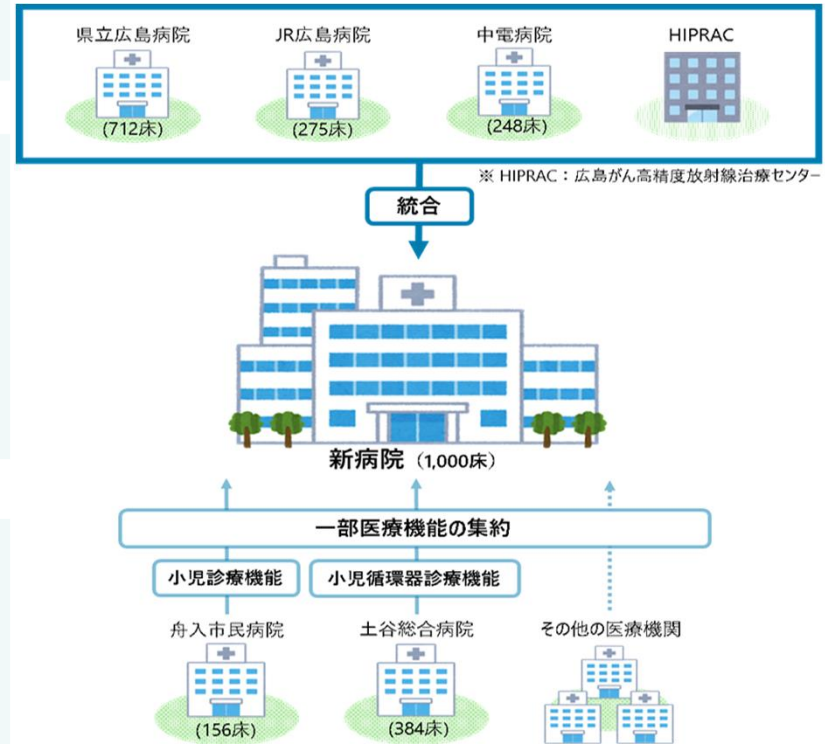 県立広島病院
JR広島病院
中電病院
HIPRAC
(712床)
(275床)
(248床)
※ HIPRAC：広島がん高精度放射線治療センター
統合
新病院（1,000床）
一部医療機能の集約
小児診療機能
小児循環器診療機能
舟入市民病院
土谷総合病院
その他の医療機関
(156床)
(384床)